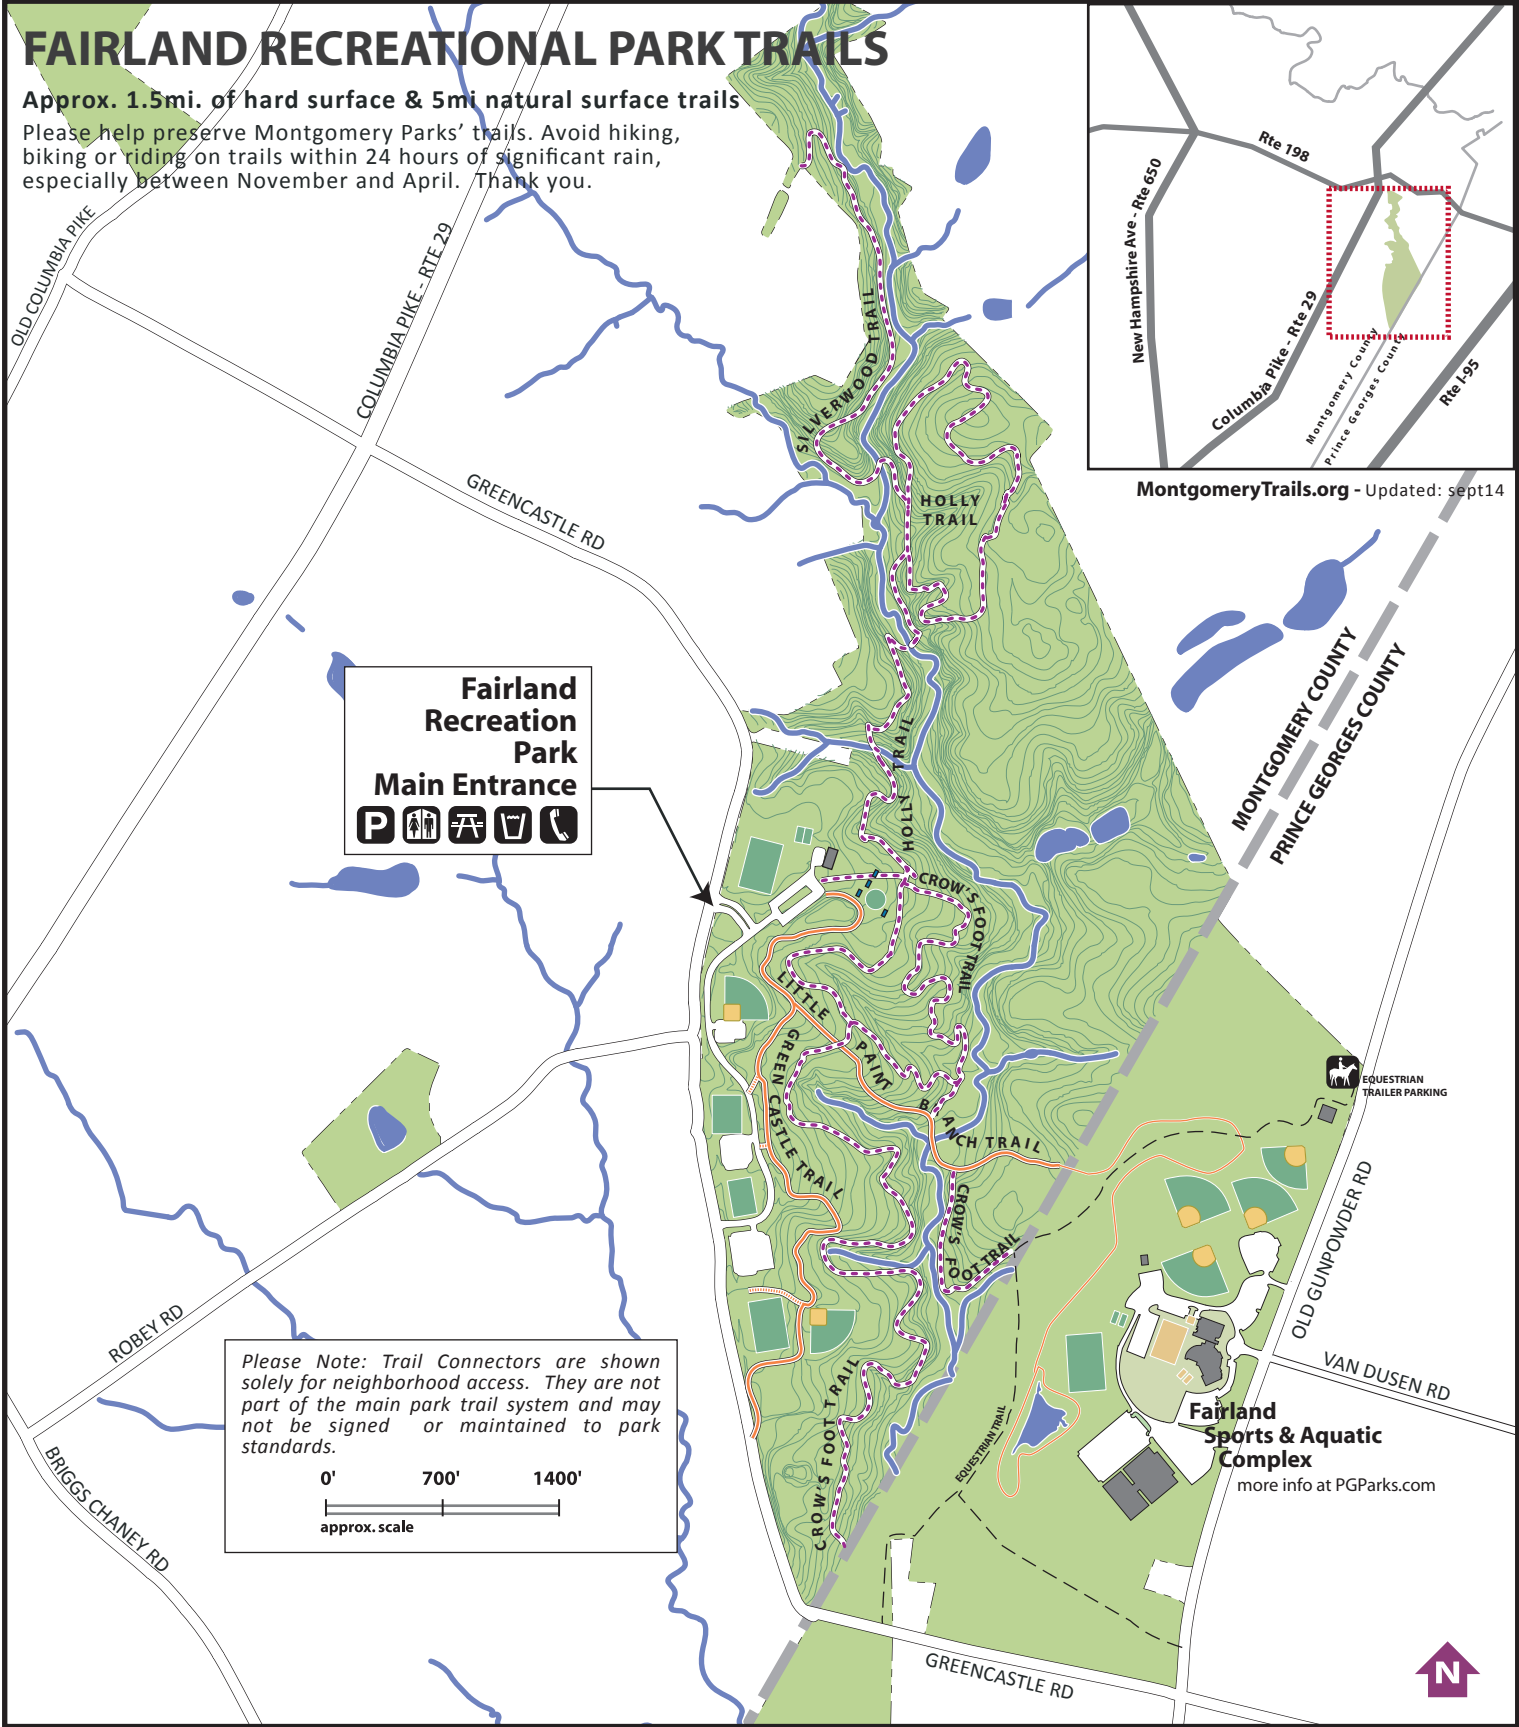 FAIRLAND RECREATIONAL PARK TRAILS
Approx. 1.5mi. of hard surface & 5mi natural surface trails
Please help preserve Montgomery Parks’ trails. Avoid hiking,
biking or riding on trails within 24 hours of significant rain,
especially between November and April. Thank you.
OLD COLUMBIA PIKE
COLUMBIA PIKE - RTE 29
GREENCASTLE RD
Rte 198
New Hampshire Ave - Rte 650
Columbia Pike - Rte 29
Montgomery County
Prince Georges County
Rte I-95
MontgomeryTrails.org - Updated: sept14
SILVERWOOD TRAIL
HOLLY
TRAIL
MONTGOMERY COUNTY
PRINCE GEORGES COUNTY
Fairland
Recreation
Park
Main Entrance
P
HOLLY TRAIL
CROW'S FOOT TRAIL
LITTLE PAINT BRANCH TRAIL
GREEN CASTLE TRAIL
EQUESTRIAN
TRAILER PARKING
CROW'S FOOT TRAIL
OLD GUNPOWDER RD
ROBEY RD
VAN DUSEN RD
Please Note: Trail Connectors are shown
solely for neighborhood access. They are not
part of the main park trail system and may
not be signed or maintained to park
standards.
0' 700' 1400'
approx. scale
CROW'S FOOT TRAIL
EQUESTRIAN TRAIL
Fairland
Sports & Aquatic
Complex
more info at PGParks.com
BRIGGS CHANEY RD
GREENCASTLE RD
N